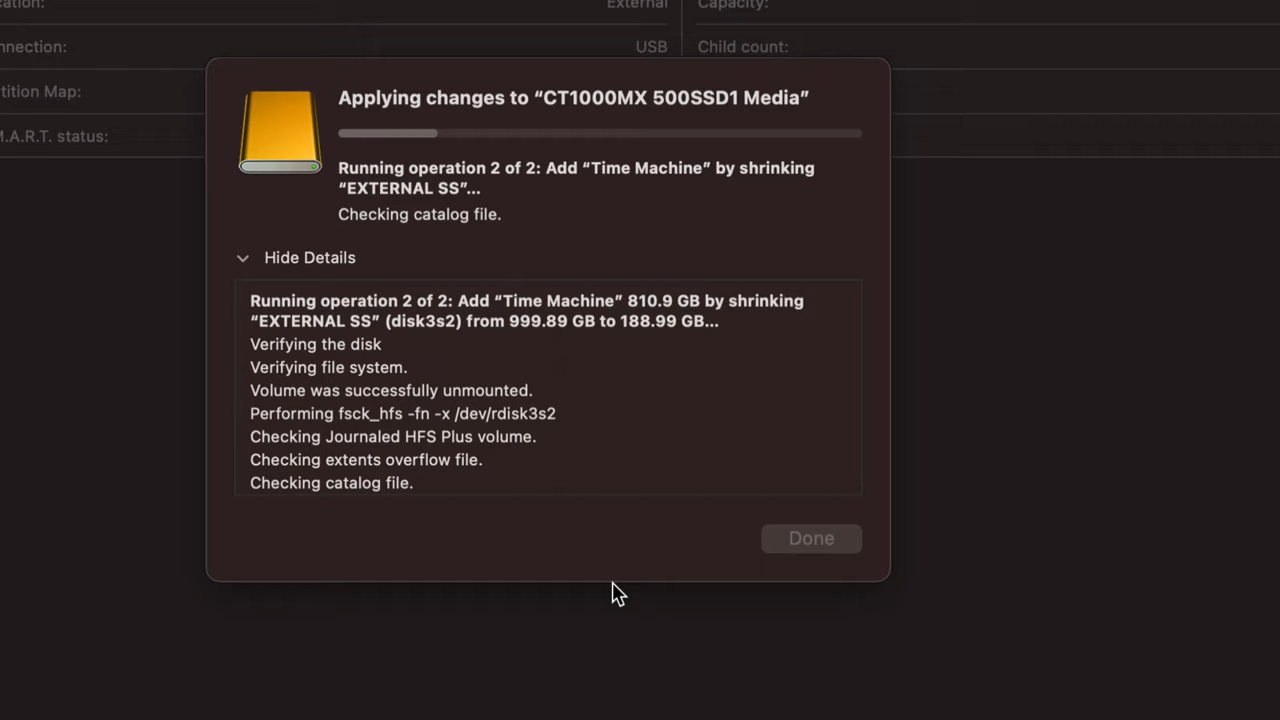 External
Capacity:
nnection:
USB
Child count:
tition Map:
M.A.R.T. status:
Applying changes to “CT1000MX 500SSD1 Media”
Running operation 2 of 2: Add “Time Machine” by shrinking
“EXTERNAL SS”...
Checking catalog file.
Hide Details
Running operation 2 of 2: Add “Time Machine” 810.9 GB by shrinking
“EXTERNAL SS” (disk3s2) from 999.89 GB to 188.99 GB...
Verifying the disk
Verifying file system.
Volume was successfully unmounted.
Performing fsck_hfs -fn -x /dev/rdisk3s2
Checking Journaled HFS Plus volume.
Checking extents overflow file.
Checking catalog file.
Done